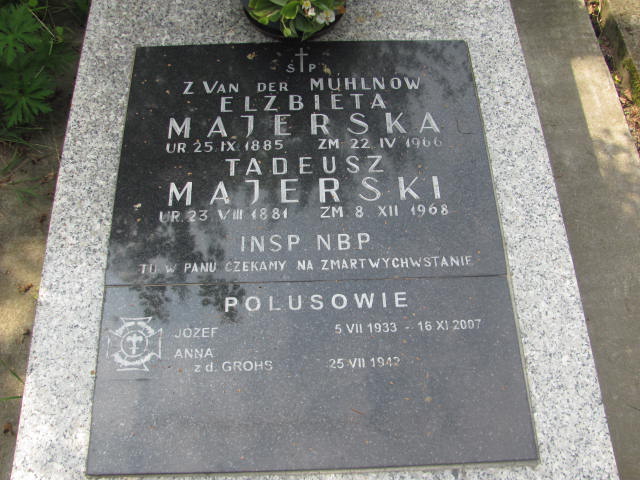 Ś P
Z VAN DER MÜHLNÓW
ELŻBIETA
MAJERSKA
UR 25.IX 1885 ZM 22.IV 1966
TADEUSZ
MAJERSKI
UR. 23 VIII 1881 ZM. 8 XII 1968
INSP. NBP
TU W PANU CZEKAMY NA ZMARTWYCHWSTANIE
POLUSOWIE
JÓZEF 5 VII 1933 - 16 XI 2007
ANNA
z d. GROHS 25 VII 1942